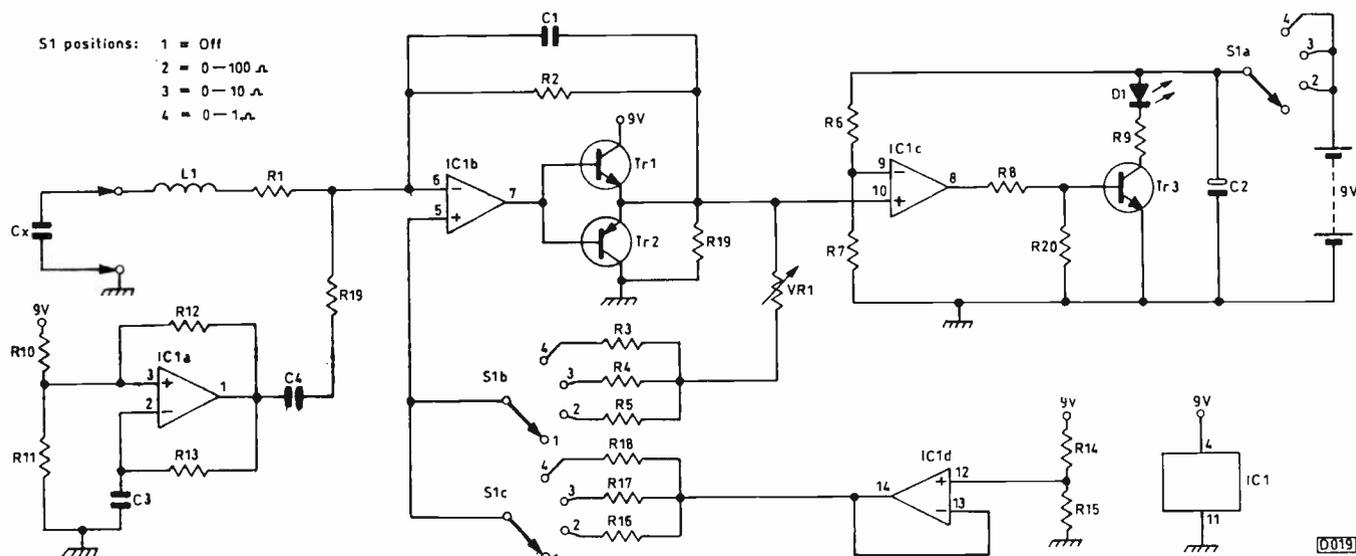 S1 positions: 1 = Off
2 = 0—100 Ω
3 = 0—10 Ω
4 = 0—1 Ω
C1
R2
9V
Tr1
Tr2
IC1b
6
5
7
L1
R1
Cx
R19
R19
VR1
9V
R10
R11
R12
R13
IC1a
3
2
1
C3
C4
R6
R7
IC1c
9
10
8
R8
R20
D1
R9
Tr3
C2
S1a
4
3
2
9V
S1b
4
3
2
1
R3
R4
R5
S1c
4
3
2
R18
R17
R16
IC1d
14
12
13
9V
R14
R15
9V
4
IC1
11
D019